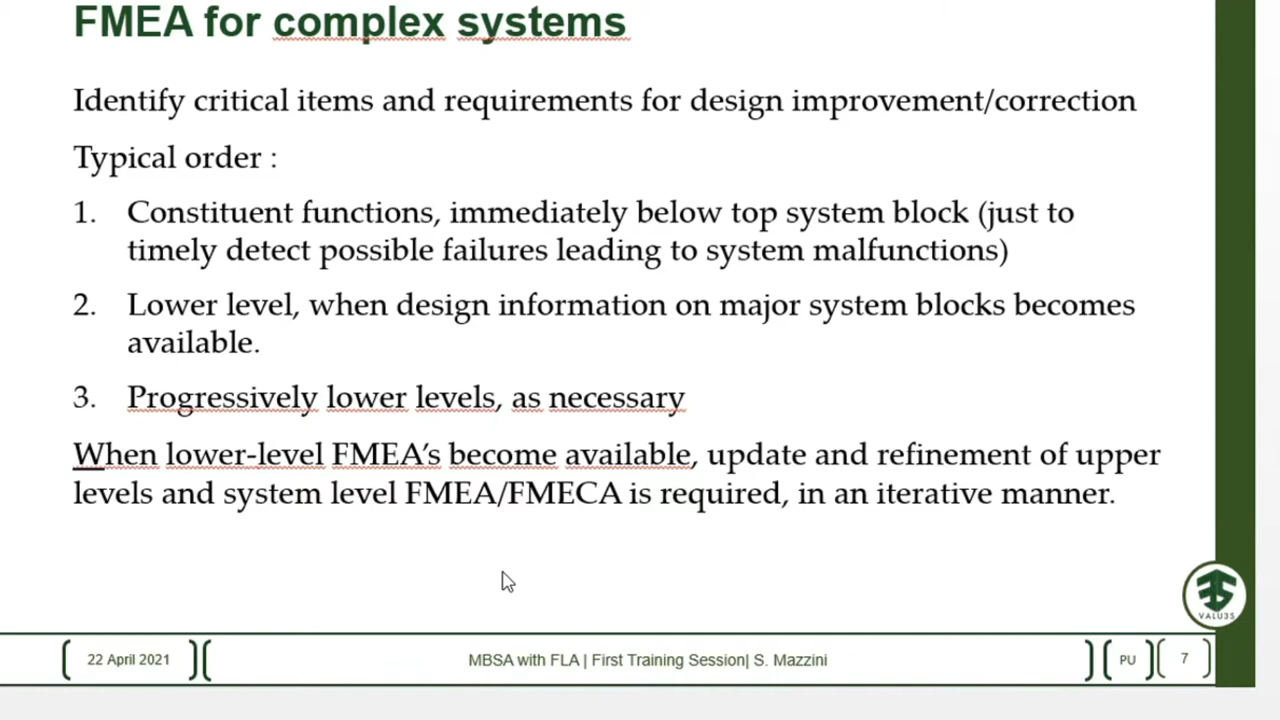 FMEA for complex systems
Identify critical items and requirements for design improvement/correction
Typical order :
1. Constituent functions, immediately below top system block (just to
timely detect possible failures leading to system malfunctions)
2. Lower level, when design information on major system blocks becomes
available.
3. Progressively lower levels, as necessary
When lower-level FMEA’s become available, update and refinement of upper
levels and system level FMEA/FMECA is required, in an iterative manner.
VALU3S
22 April 2021
MBSA with FLA | First Training Session| S. Mazzini
PU
7